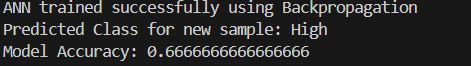 ANN trained successfully using Backpropagation
Predicted Class for new sample: High
Model Accuracy: 0.6666666666666666